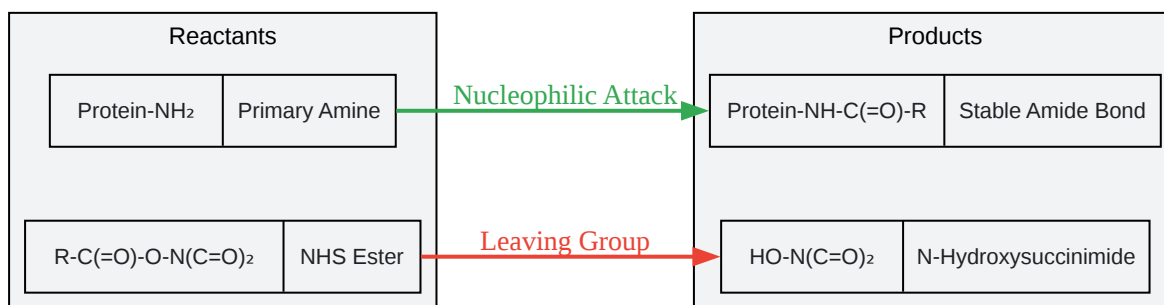 Reactants
Products
Protein-NH₂
Primary Amine
Nucleophilic Attack
Protein-NH-C(=O)-R
Stable Amide Bond
R-C(=O)-O-N(C=O)₂
NHS Ester
Leaving Group
HO-N(C=O)₂
N-Hydroxysuccinimide